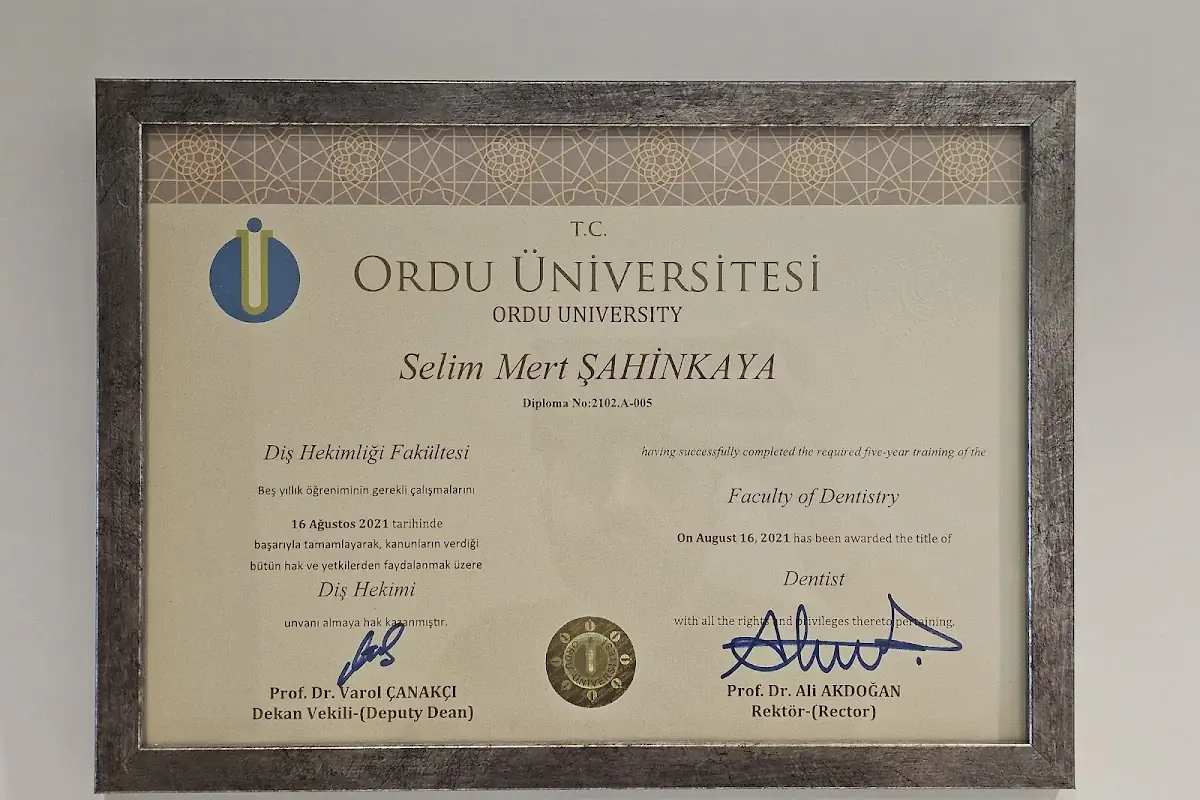 T.C.
ORDU ÜNİVERSİTESİ
ORDU UNIVERSITY
Selim Mert ŞAHİNKAYA
Diploma No:2102.A-005
Diş Hekimliği Fakültesi
Beş yıllık öğreniminin gerekli çalışmalarını
16 Ağustos 2021 tarihinde
başarıyla tamamlayarak, kanunların verdiği
bütün hak ve yetkilerden faydalanmak üzere
Diş Hekimi
unvanı almaya hak kazanmıştır.
Prof. Dr. Varol ÇANAKÇI
Dekan Vekili-(Deputy Dean)
having successfully completed the required five-year training of the
Faculty of Dentistry
On August 16, 2021 has been awarded the title of
Dentist
with all the rights and privileges thereto pertaining.
Prof. Dr. Ali AKDOĞAN
Rektör-(Rector)